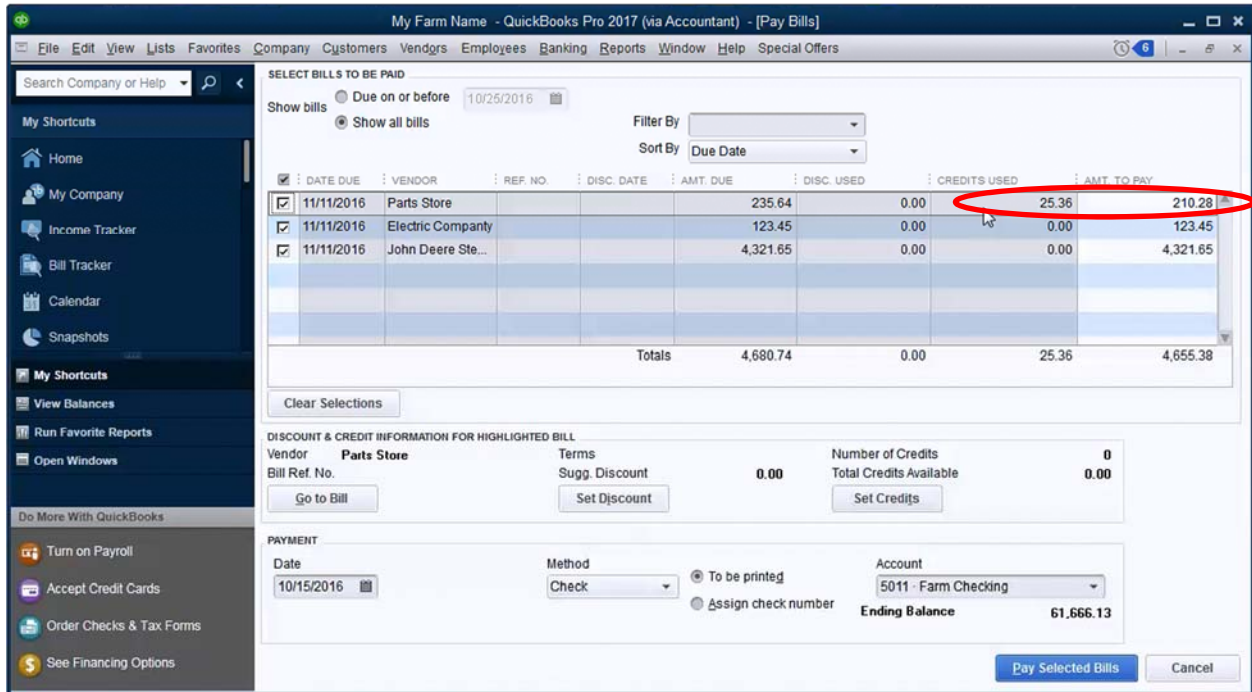 My Farm Name - QuickBooks Pro 2017 (via Accountant) - [Pay Bills]
File Edit View Lists Favorites Company Customers Vendors Employees Banking Reports Window Help Special Offers 6
Search Company or Help
My Shortcuts
Home
My Company
Income Tracker
Bill Tracker
Calendar
Snapshots
My Shortcuts
View Balances
Run Favorite Reports
Open Windows
Do More With QuickBooks
Turn on Payroll
Accept Credit Cards
Order Checks & Tax Forms
See Financing Options
SELECT BILLS TO BE PAID
Show bills
Due on or before 10/25/2016
Show all bills
Filter By
Sort By Due Date
DATE DUE VENDOR REF. NO. DISC. DATE AMT. DUE DISC. USED CREDITS USED AMT. TO PAY
11/11/2016 Parts Store 235.64 0.00 25.36 210.28
11/11/2016 Electric Companty 123.45 0.00 0.00 123.45
11/11/2016 John Deere Ste... 4,321.65 0.00 0.00 4,321.65
Totals 4,680.74 0.00 25.36 4,655.38
Clear Selections
DISCOUNT & CREDIT INFORMATION FOR HIGHLIGHTED BILL
Vendor Parts Store Terms Number of Credits 0
Bill Ref. No. Sugg. Discount 0.00 Total Credits Available 0.00
Go to Bill Set Discount Set Credits
PAYMENT
Date Method Account
10/15/2016 Check To be printed 5011 · Farm Checking
Assign check number Ending Balance 61,666.13
Pay Selected Bills Cancel